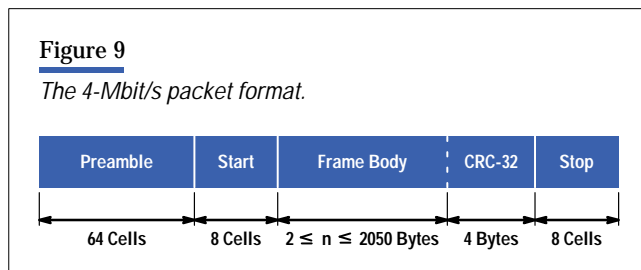 Figure 9
The 4-Mbit/s packet format.
Preamble Start Frame Body CRC-32 Stop
64 Cells 8 Cells 2 ≤ n ≤ 2050 Bytes 4 Bytes 8 Cells